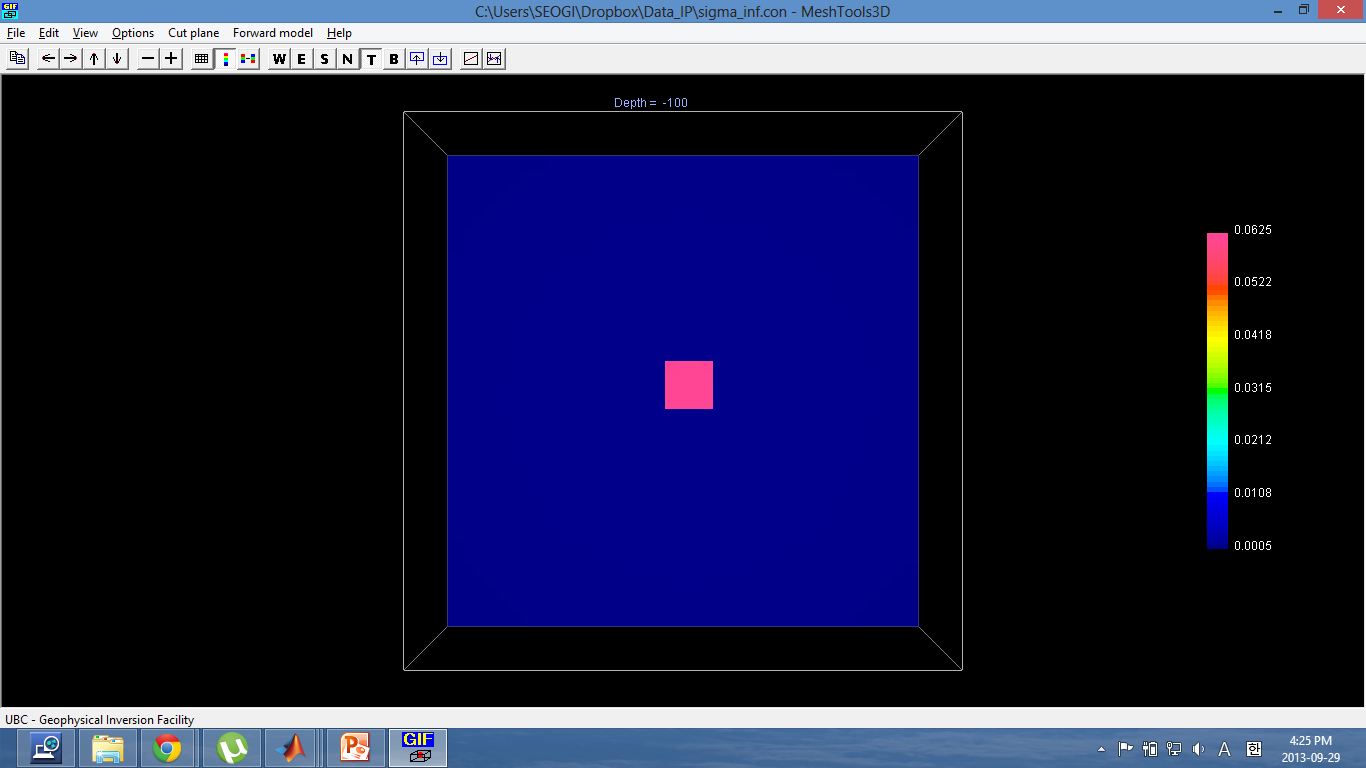 GIF
C:\Users\SEOGI\Dropbox\Data_IP\sigma_inf.con - MeshTools3D
File Edit View Options Cut plane Forward model Help
W E S N T B
Depth = -100
0.0625
0.0522
0.0418
0.0315
0.0212
0.0108
0.0005
UBC - Geophysical Inversion Facility
µ
P
GIF
A
한
4:25 PM
2013-09-29